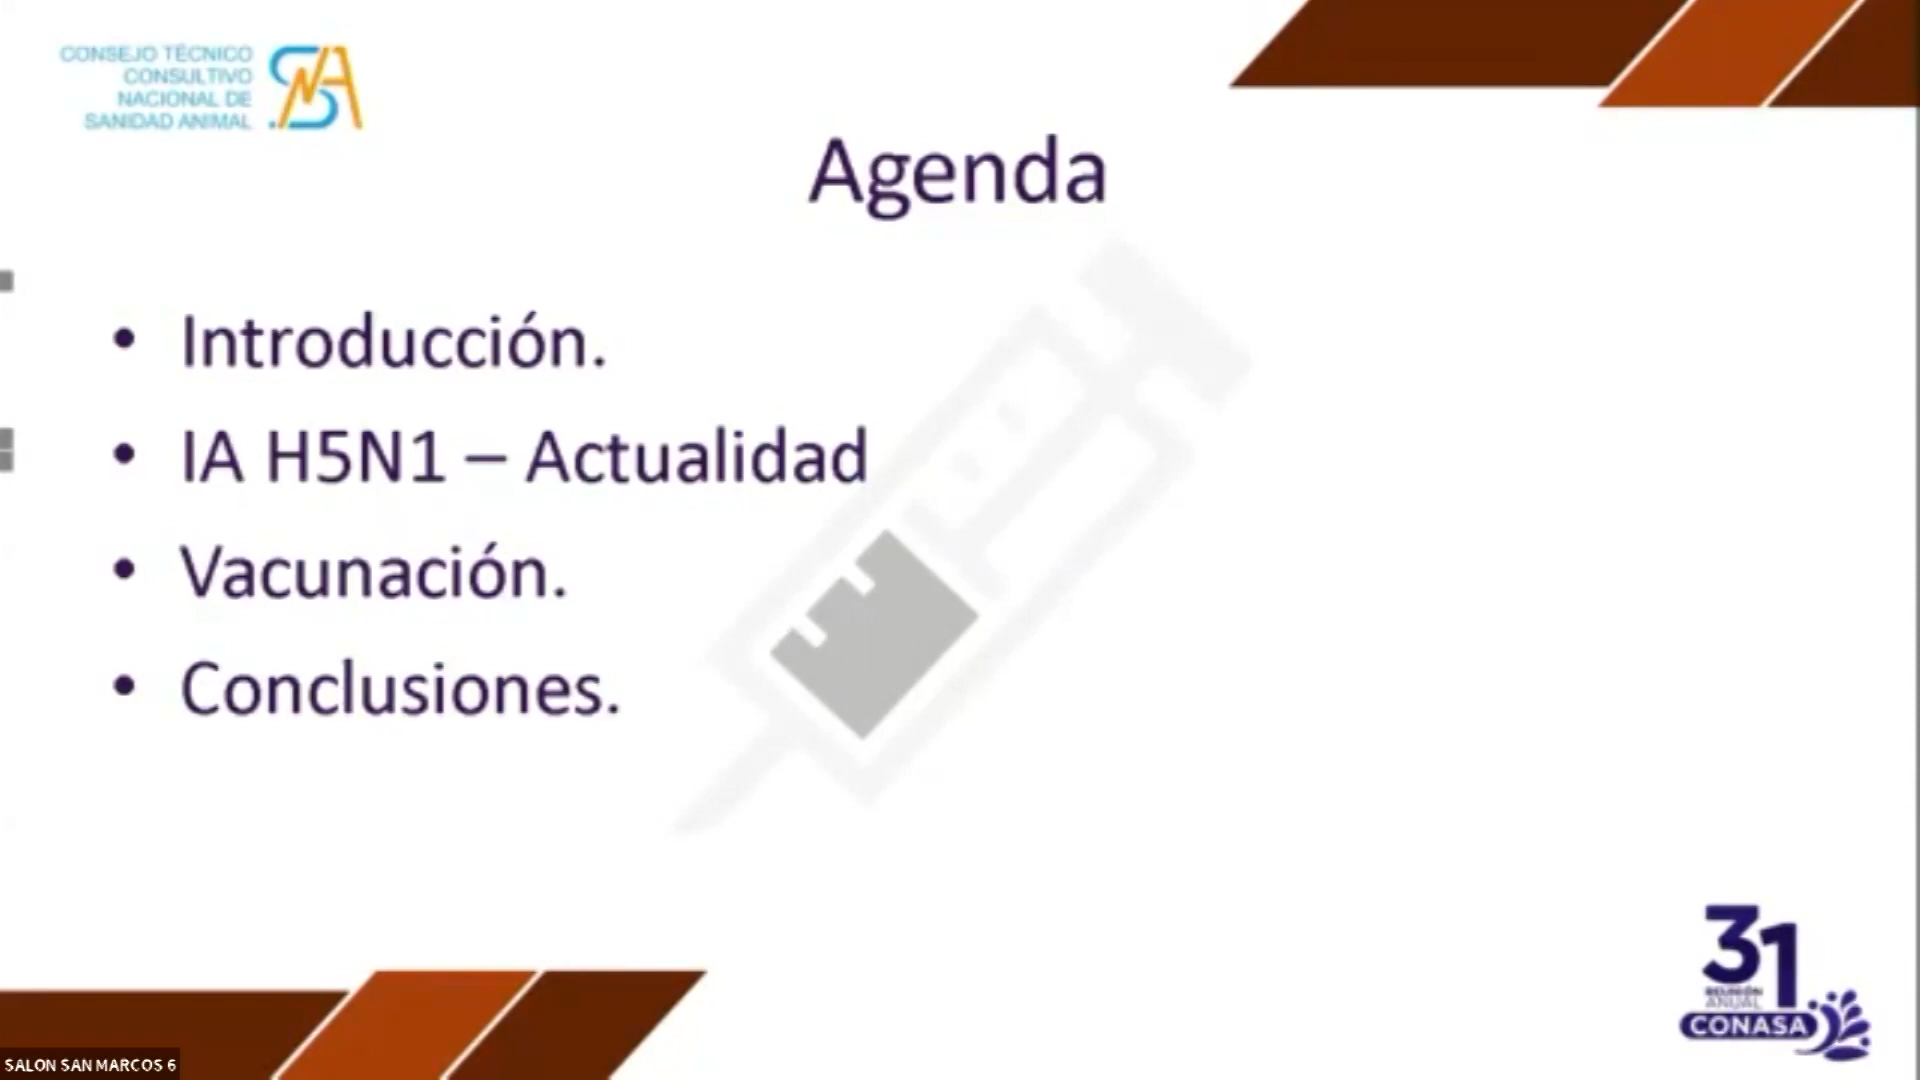 CONSEJO TÉCNICO
CONSULTIVO
NACIONAL DE
SANIDAD ANIMAL
Agenda
• Introducción.
• IA H5N1 – Actualidad
• Vacunación.
• Conclusiones.
31
REUNIÓN
ANUAL
CONASA
SALON SAN MARCOS 6